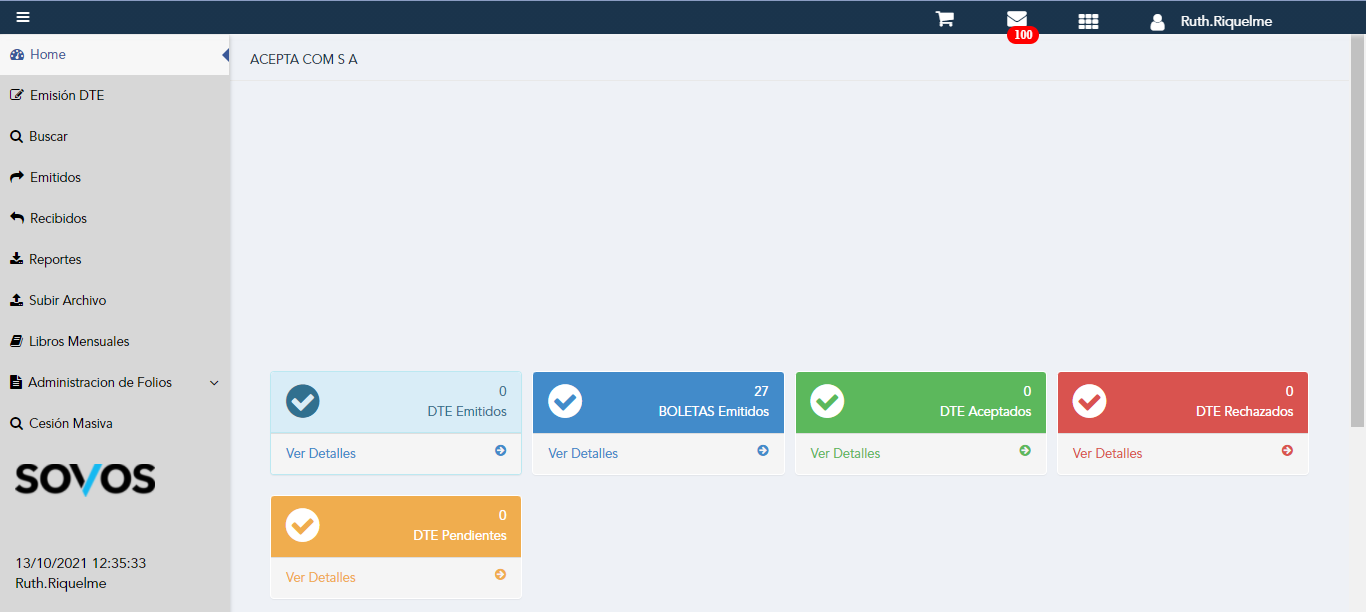 Ruth.Riquelme
100
Home
ACEPTA COM S A
Emisión DTE
Buscar
Emitidos
Recibidos
Reportes
Subir Archivo
Libros Mensuales
Administracion de Folios
Cesión Masiva
SOVOS
13/10/2021 12:35:33
Ruth.Riquelme
0
DTE Emitidos
Ver Detalles
27
BOLETAS Emitidos
Ver Detalles
0
DTE Aceptados
Ver Detalles
0
DTE Rechazados
Ver Detalles
0
DTE Pendientes
Ver Detalles